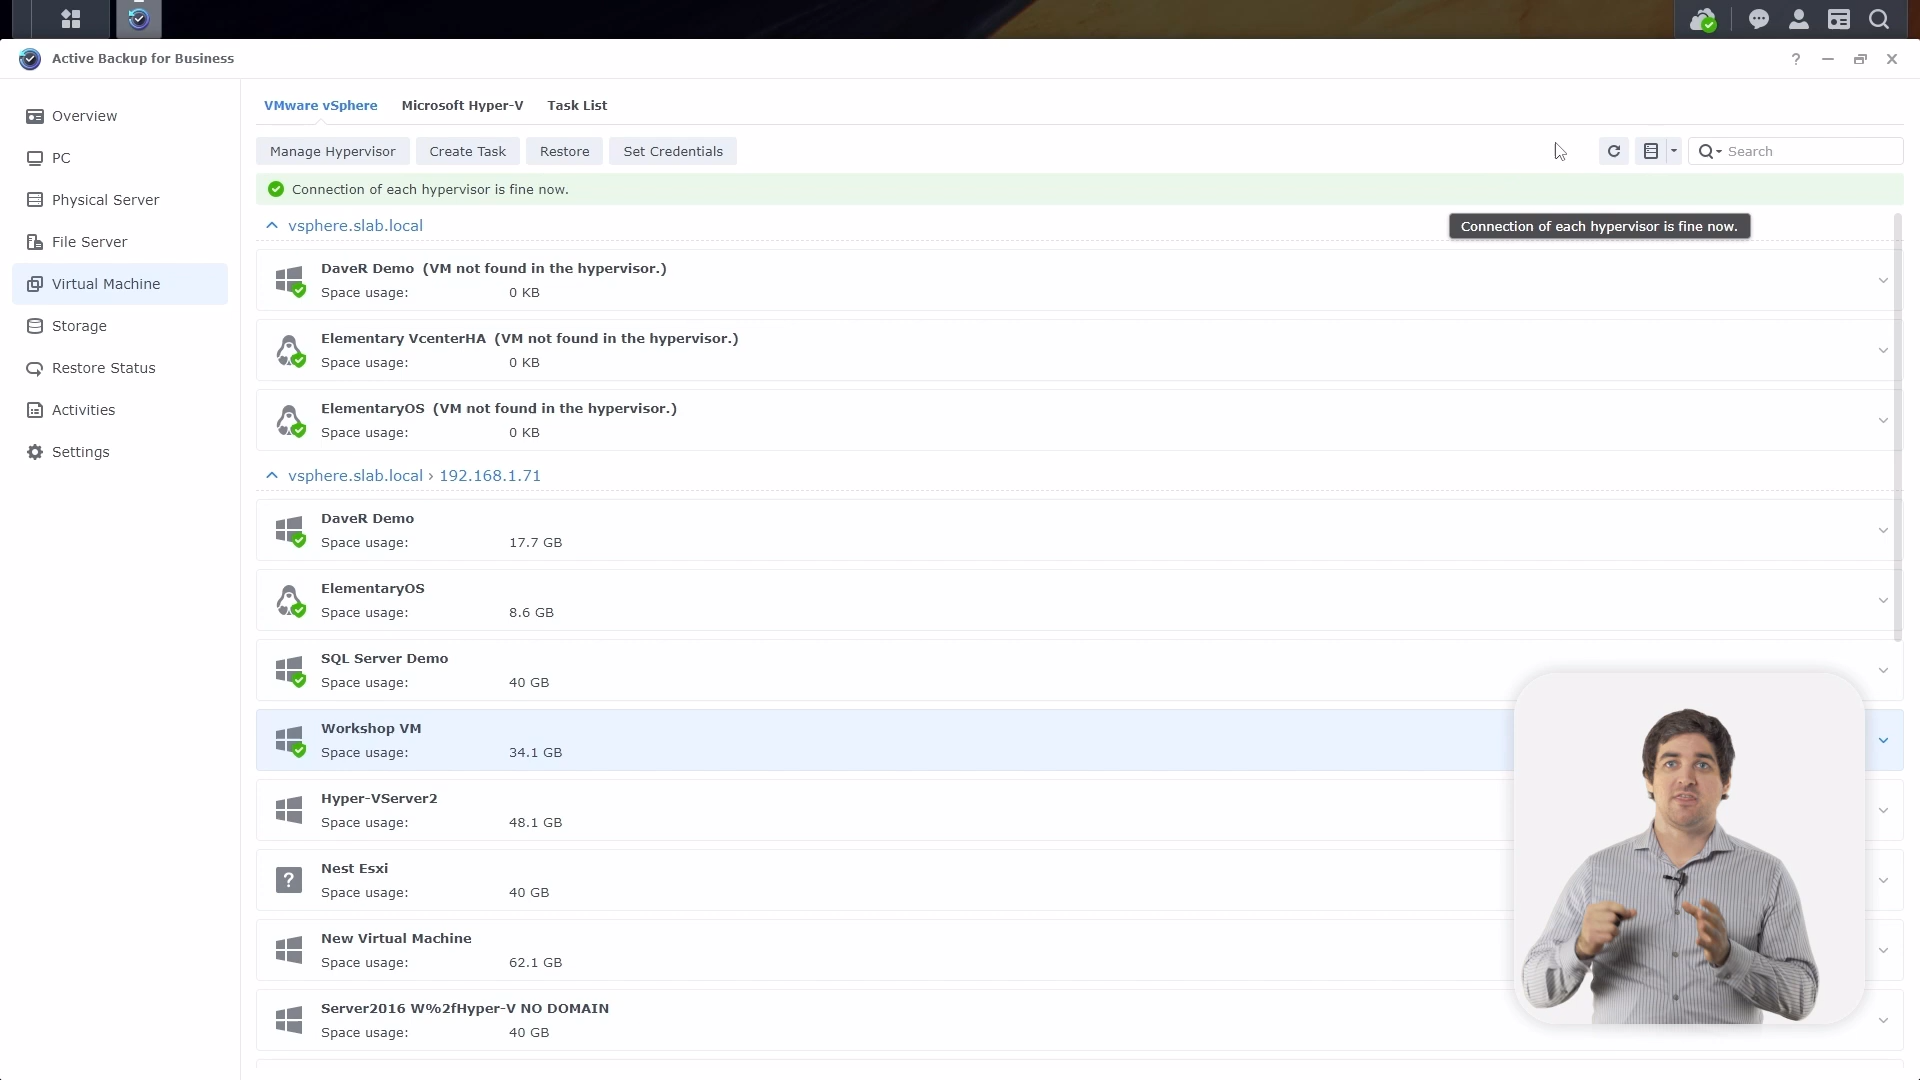 Active Backup for Business
?
Overview
PC
Physical Server
File Server
Virtual Machine
Storage
Restore Status
Activities
Settings
VMware vSphere Microsoft Hyper-V Task List
Manage Hypervisor Create Task Restore Set Credentials Search
Connection of each hypervisor is fine now.
vsphere.slab.local
Connection of each hypervisor is fine now.
DaveR Demo (VM not found in the hypervisor.)
Space usage: 0 KB
Elementary VcenterHA (VM not found in the hypervisor.)
Space usage: 0 KB
ElementaryOS (VM not found in the hypervisor.)
Space usage: 0 KB
vsphere.slab.local › 192.168.1.71
DaveR Demo
Space usage: 17.7 GB
ElementaryOS
Space usage: 8.6 GB
SQL Server Demo
Space usage: 40 GB
Workshop VM
Space usage: 34.1 GB
Hyper-VServer2
Space usage: 48.1 GB
?
Nest Esxi
Space usage: 40 GB
New Virtual Machine
Space usage: 62.1 GB
Server2016 W%2fHyper-V NO DOMAIN
Space usage: 40 GB